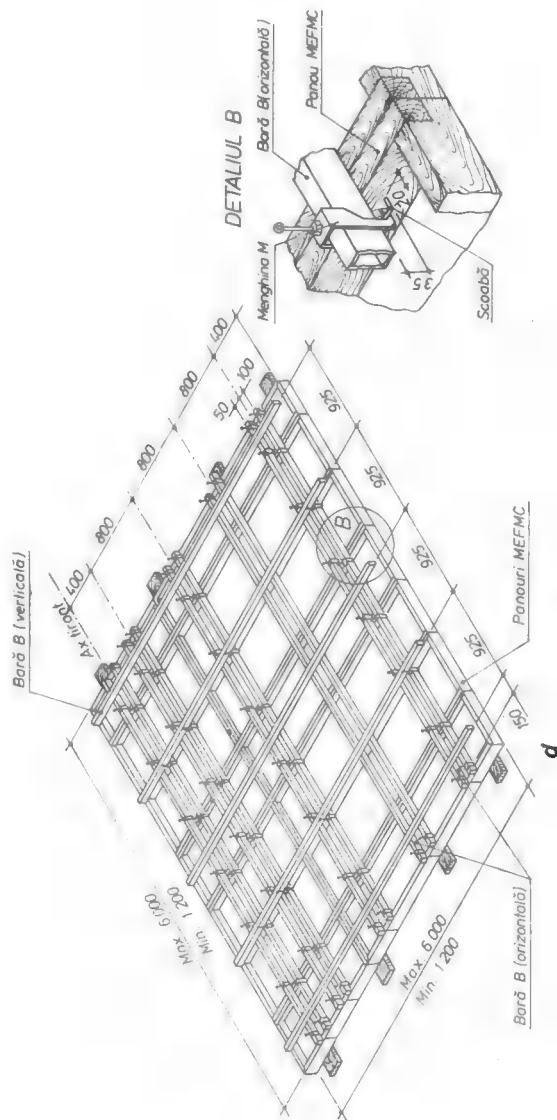 DETALIUL B
Bară B(orizontală)
Panou MEFMC
Menghina M
Scoabă
70
35
Bară B (verticală)
Ax tirant
400
800
800
800
400
50
100
925
925
925
925
150
B
Panouri MEFMC
Max. 6.000
Min. 1.200
Max. 6.000
Min. 1.200
Bară B (orizontală)
d